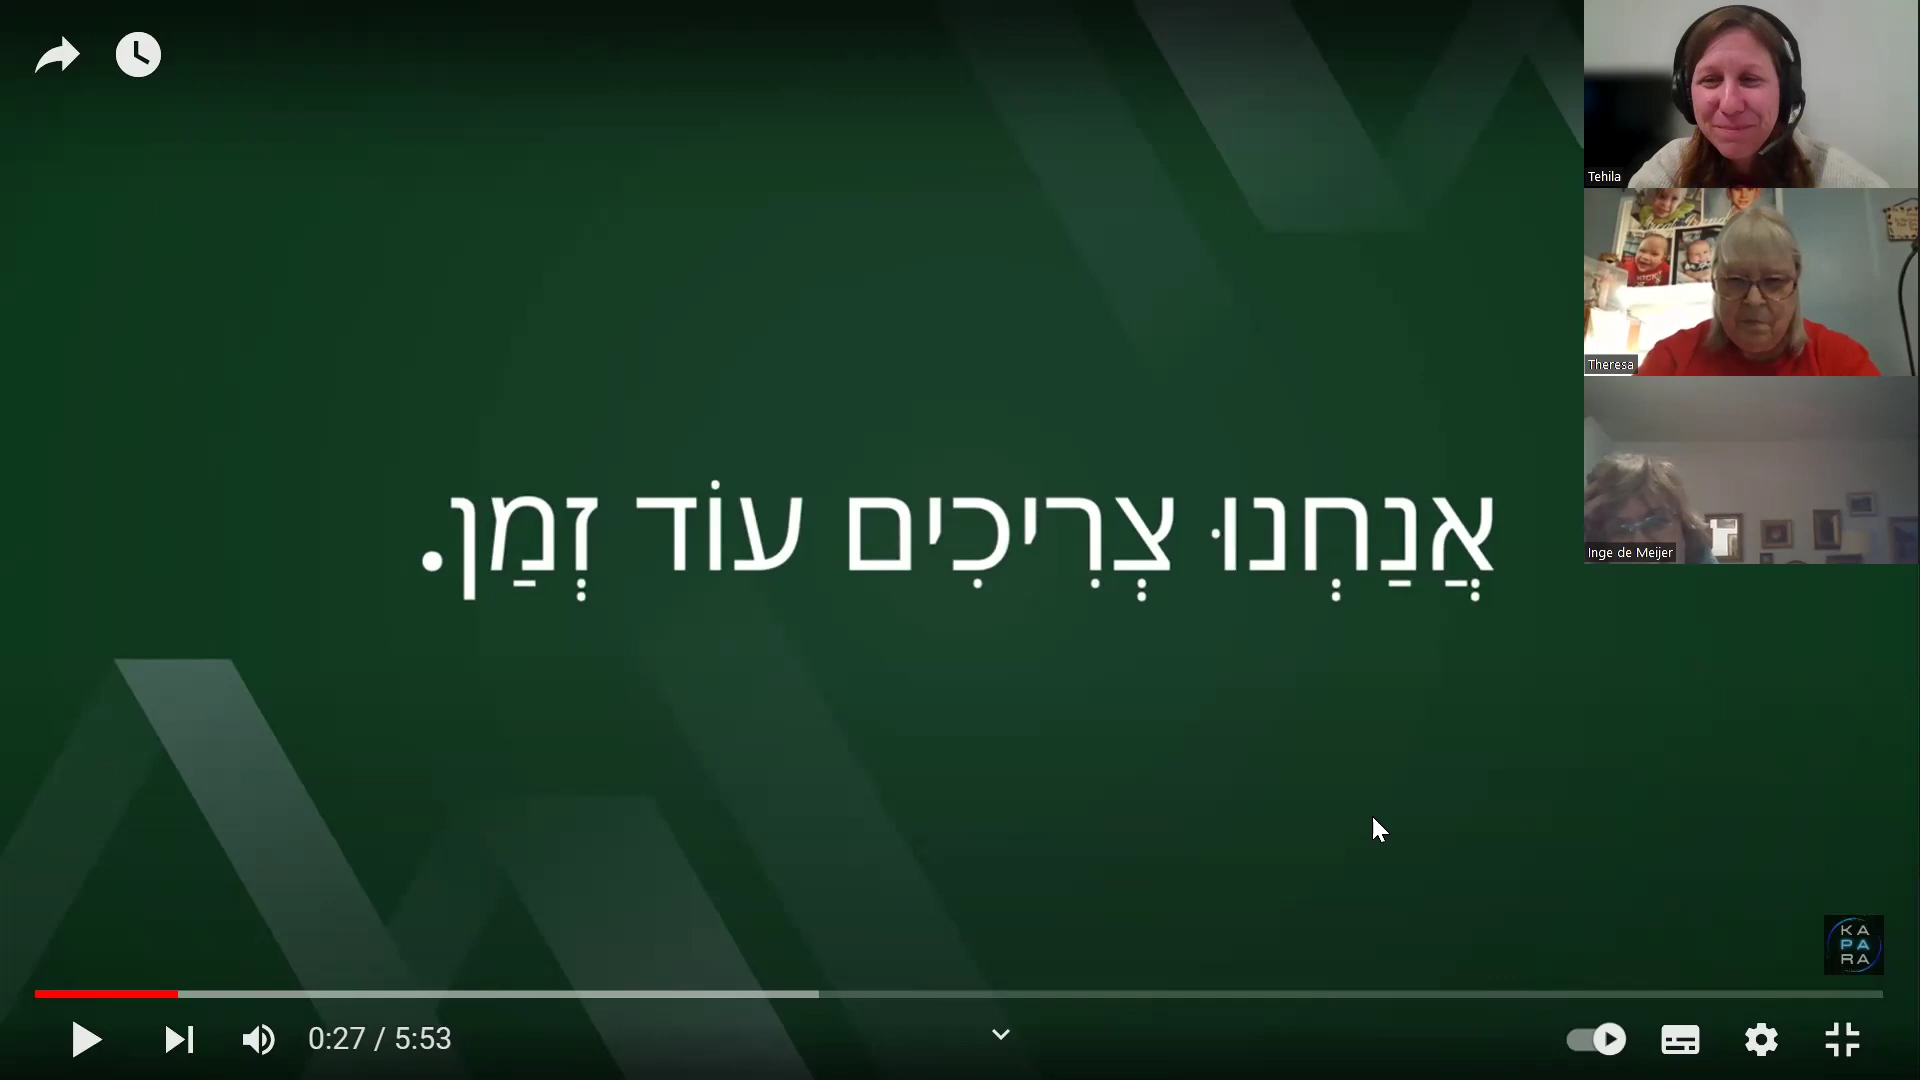 אֲנַחְנוּ צְרִיכִים עוֹד זְמַן.
Tehila
Theresa
Inge de Meijer
KA
PA
RA
0:27 / 5:53